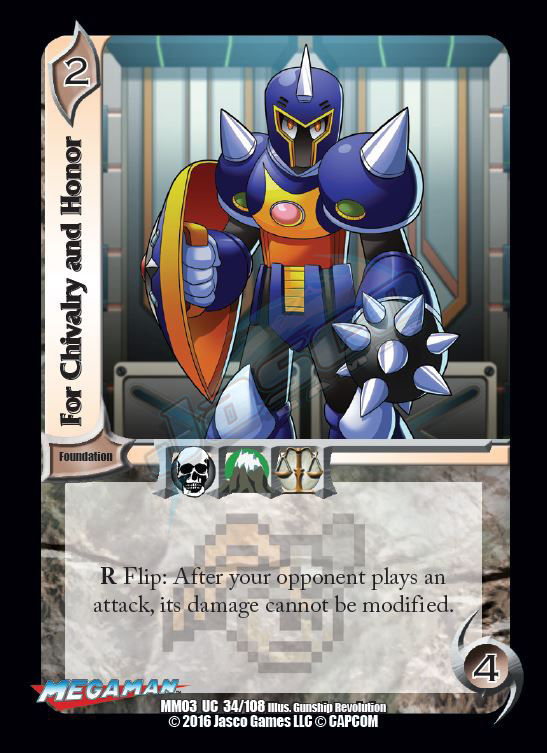 2
For Chivalry and Honor
Foundation
R Flip: After your opponent plays an
attack, its damage cannot be modified.
4
MEGAMAN™
MM03 UC 34/108 Illus. Gunship Revolution
© 2016 Jasco Games LLC © CAPCOM